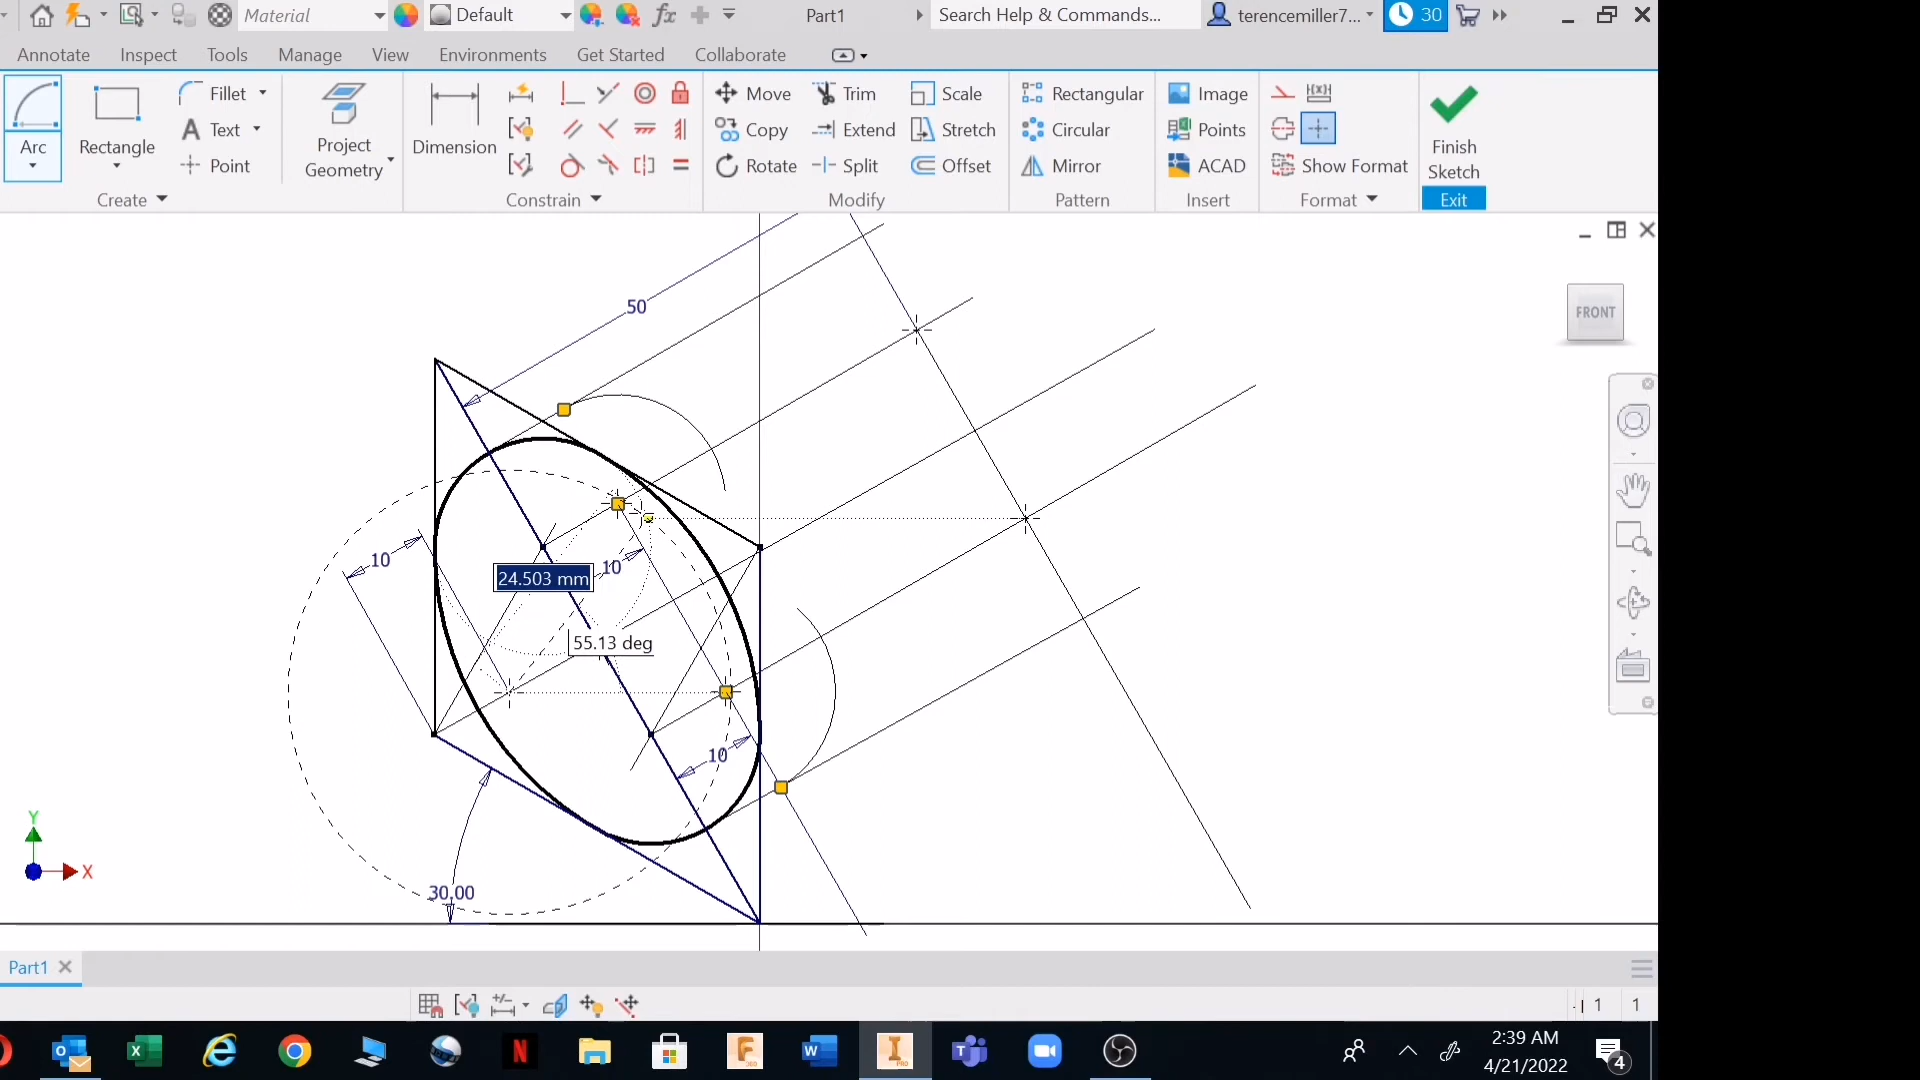 Material
Default
fx
Part1
Search Help & Commands...
terencemiller7...
30
Annotate
Inspect
Tools
Manage
View
Environments
Get Started
Collaborate
Arc
Rectangle
Fillet
Text
Point
Create
Project
Geometry
Dimension
Constrain
Move
Copy
Rotate
Trim
Extend
Split
Scale
Stretch
Offset
Modify
Rectangular
Circular
Mirror
Pattern
Image
Points
ACAD
Insert
Show Format
Format
Finish
Sketch
Exit
50
FRONT
10
10
24.503 mm
55.13 deg
10
30.00
Y
X
Part1
1
1
2:39 AM
4/21/2022
4